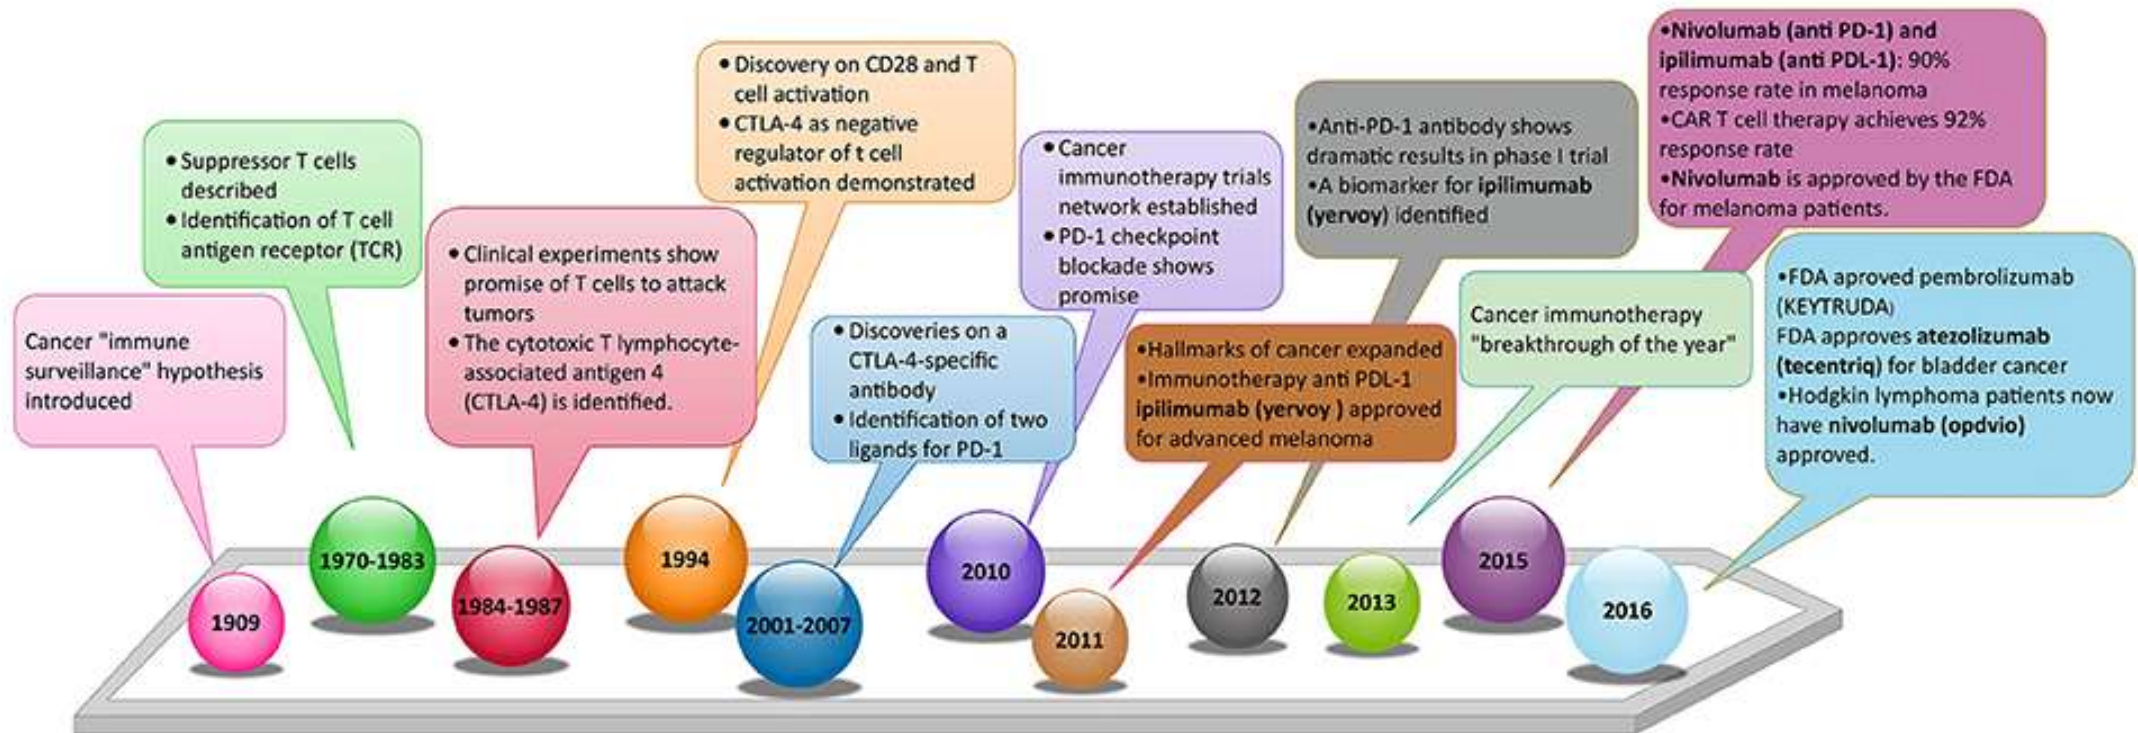 Cancer "immune
surveillance" hypothesis
introduced
1909
• Suppressor T cells
described
• Identification of T cell
antigen receptor (TCR)
1970-1983
• Clinical experiments show
promise of T cells to attack
tumors
• The cytotoxic T lymphocyte-
associated antigen 4
(CTLA-4) is identified.
1984-1987
• Discovery on CD28 and T
cell activation
• CTLA-4 as negative
regulator of t cell
activation demonstrated
1994
• Discoveries on a
CTLA-4-specific
antibody
• Identification of two
ligands for PD-1
2001-2007
• Cancer
immunotherapy trials
network established
• PD-1 checkpoint
blockade shows
promise
2010
•Hallmarks of cancer expanded
•Immunotherapy anti PDL-1
ipilimumab (yervoy ) approved
for advanced melanoma
2011
•Anti-PD-1 antibody shows
dramatic results in phase I trial
•A biomarker for ipilimumab
(yervoy) identified
2012
Cancer immunotherapy
"breakthrough of the year"
2013
•Nivolumab (anti PD-1) and
ipilimumab (anti PDL-1): 90%
response rate in melanoma
•CAR T cell therapy achieves 92%
response rate
•Nivolumab is approved by the FDA
for melanoma patients.
2015
•FDA aproved pembrolizumab
(KEYTRUDA)
FDA approves atezolizumab
(tecentriq) for bladder cancer
•Hodgkin lymphoma patients now
have nivolumab (opdvio)
approved.
2016